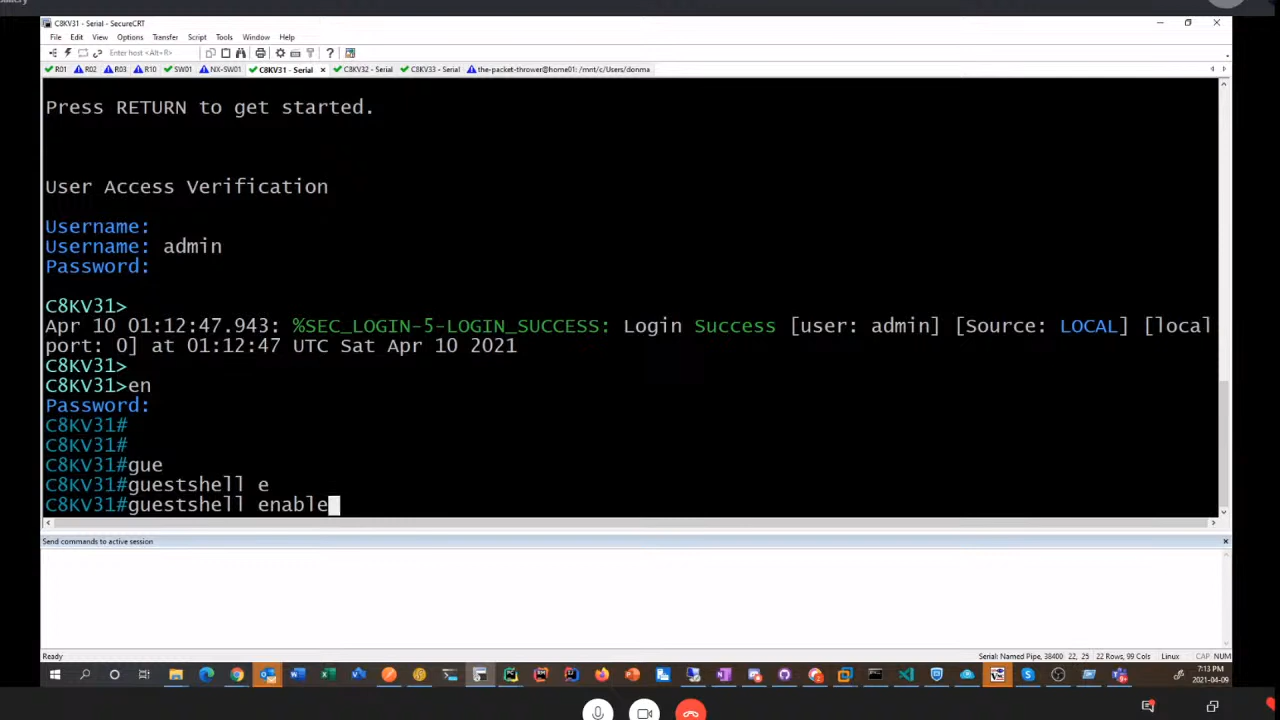 C8KV31 - Serial - SecureCRT
File Edit View Options Transfer Script Tools Window Help
Enter host <Alt+R>
R01 R02 R03 R10 SW01 NX-SW01 C8KV31 - Serial × C8KV32 - Serial C8KV33 - Serial the-packet-thrower@home01: /mnt/c/Users/donma
Press RETURN to get started.
User Access Verification
Username:
Username: admin
Password:
C8KV31>
Apr 10 01:12:47.943: %SEC_LOGIN-5-LOGIN_SUCCESS: Login Success [user: admin] [Source: LOCAL] [local
port: 0] at 01:12:47 UTC Sat Apr 10 2021
C8KV31>
C8KV31>en
Password:
C8KV31#
C8KV31#
C8KV31#gue
C8KV31#guestshell e
C8KV31#guestshell enable
Send commands to active session
Ready Serial: Named Pipe, 38400 22, 25 22 Rows, 99 Cols Linux CAP NUM
7:13 PM
2021-04-09